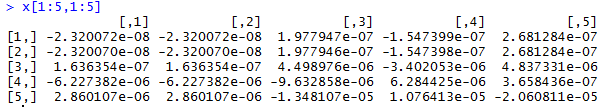 > x[1:5,1:5]
[,1] [,2] [,3] [,4] [,5]
[1,] -2.320072e-08 -2.320072e-08 1.977947e-07 -1.547399e-07 2.681284e-07
[2,] -2.320070e-08 -2.320070e-08 1.977946e-07 -1.547398e-07 2.681284e-07
[3,] 1.636354e-07 1.636354e-07 4.498976e-06 -3.402053e-06 4.837331e-06
[4,] -6.227382e-06 -6.227382e-06 -9.632858e-06 6.284425e-06 3.658436e-07
[5,] 2.860107e-06 2.860107e-06 -1.348107e-05 1.076413e-05 -2.060811e-05